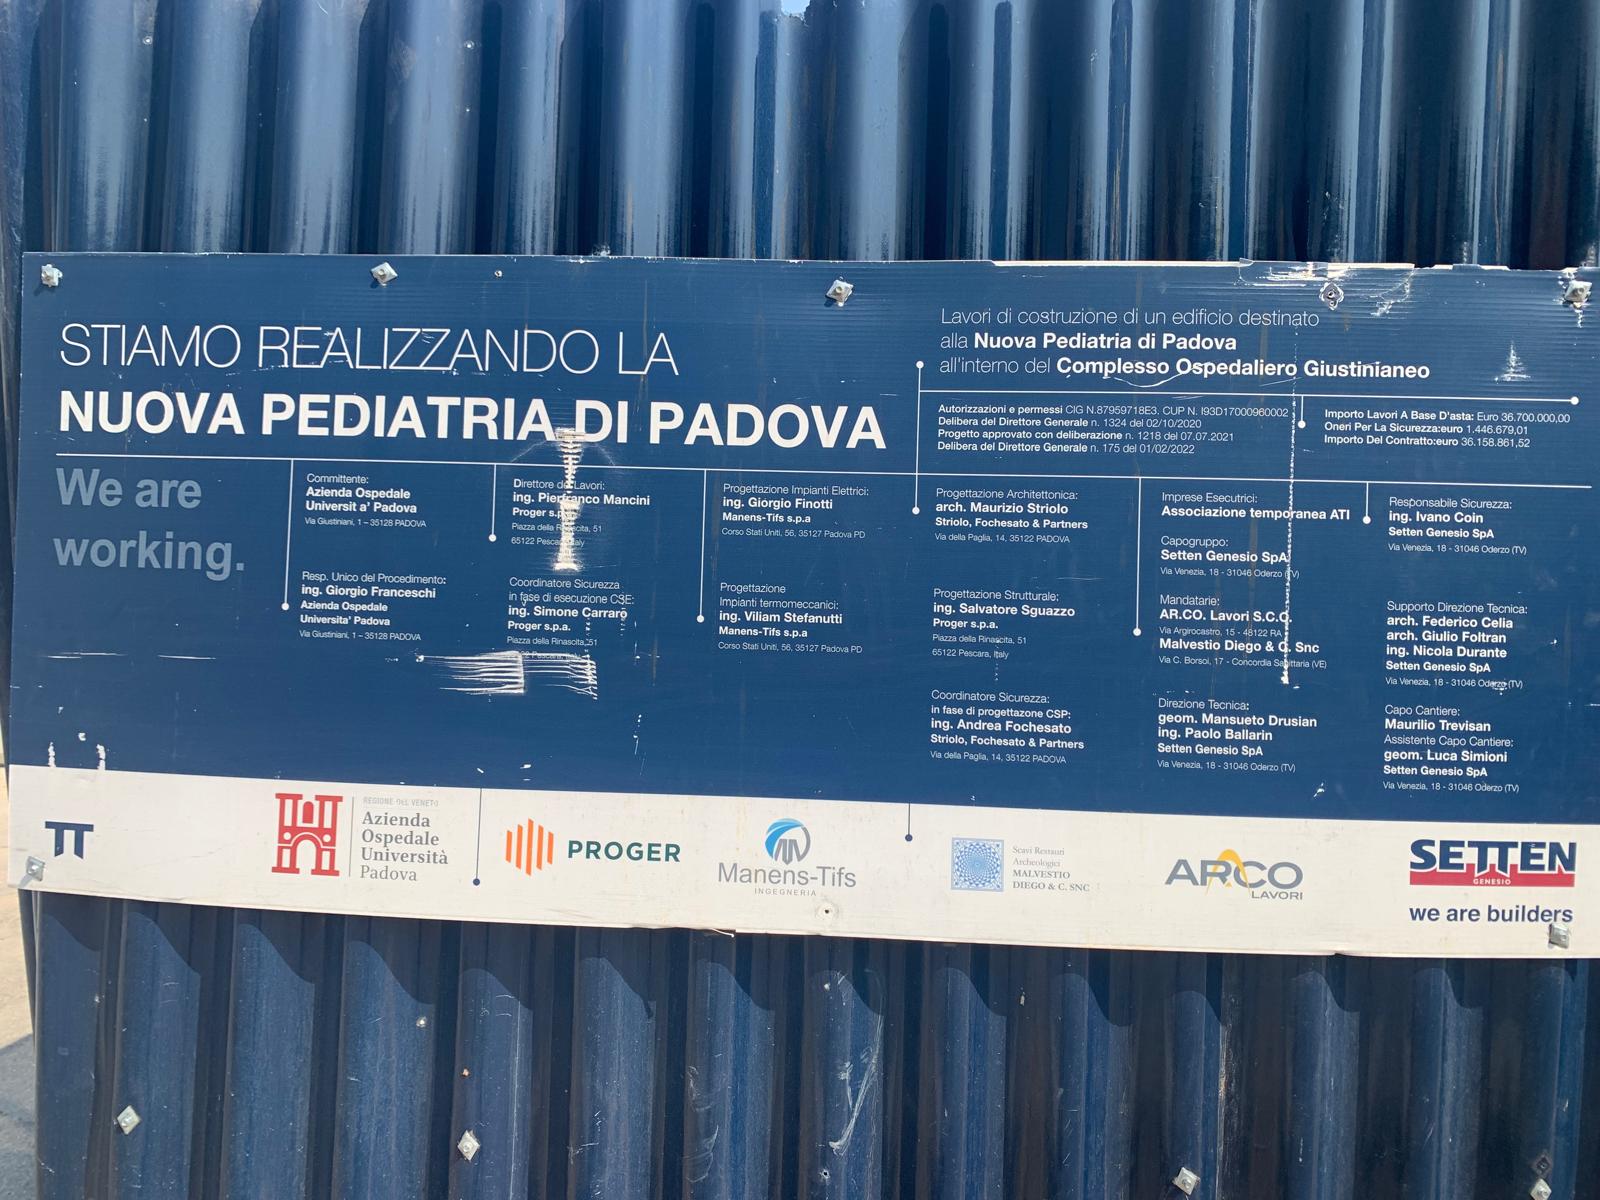 STIAMO REALIZZANDO LA
NUOVA PEDIATRIA DI PADOVA
We are
working.
Lavori di costruzione di un edificio destinato
alla Nuova Pediatria di Padova
all'interno del Complesso Ospedaliero Giustinianeo
Autorizzazioni e permessi CIG N.87959718E3. CUP N. I93D17000960002
Delibera del Direttore Generale n. 1324 del 02/10/2020
Progetto approvato con deliberazione n. 1218 del 07.07.2021
Delibera del Direttore Generale n. 175 del 01/02/2022
Importo Lavori A Base D'asta: Euro 36.700.000,00
Oneri Per La Sicurezza:euro 1.446.679,01
Importo Del Contratto:euro 36.158.861,52
Committente:
Azienda Ospedale
Universit a' Padova
Via Giustiniani, 1 – 35128 PADOVA
Resp. Unico del Procedimento:
ing. Giorgio Franceschi
Azienda Ospedale
Universita' Padova
Via Giustiniani, 1 – 35128 PADOVA
Direttore dei Lavori:
ing. Pierfranco Mancini
Proger s.p.a.
Piazza della Rinascita, 51
65122 Pescara, Italy
Coordinatore Sicurezza
in fase di esecuzione CSE:
ing. Simone Carraro
Proger s.p.a.
Piazza della Rinascita, 51
Pescara, Italy
Progettazione Impianti Elettrici:
ing. Giorgio Finotti
Manens-Tifs s.p.a
Corso Stati Uniti, 56, 35127 Padova PD
Progettazione
Impianti termomeccanici:
ing. Viliam Stefanutti
Manens-Tifs s.p.a
Corso Stati Uniti, 56, 35127 Padova PD
Progettazione Architettonica:
arch. Maurizio Striolo
Striolo, Fochesato & Partners
Via della Paglia, 14, 35122 PADOVA
Progettazione Strutturale:
ing. Salvatore Sguazzo
Proger s.p.a.
Piazza della Rinascita, 51
65122 Pescara, Italy
Coordinatore Sicurezza:
in fase di progettazone CSP:
ing. Andrea Fochesato
Striolo, Fochesato & Partners
Via della Paglia, 14, 35122 PADOVA
Imprese Esecutrici:
Associazione temporanea ATI
Capogruppo:
Setten Genesio SpA
Via Venezia, 18 - 31046 Oderzo (TV)
Mandatarie:
AR.CO. Lavori S.C.C.
Via Argirocastro, 15 - 48122 RA
Malvestio Diego & C. Snc
Via C. Borsoi, 17 - Concordia Sagittaria (VE)
Direzione Tecnica:
geom. Mansueto Drusian
ing. Paolo Ballarin
Setten Genesio SpA
Via Venezia, 18 - 31046 Oderzo (TV)
Responsabile Sicurezza:
ing. Ivano Coin
Setten Genesio SpA
Via Venezia, 18 - 31046 Oderzo (TV)
Supporto Direzione Tecnica:
arch. Federico Celia
arch. Giulio Foltran
ing. Nicola Durante
Setten Genesio SpA
Via Venezia, 18 - 31046 Oderzo (TV)
Capo Cantiere:
Maurilio Trevisan
Assistente Capo Cantiere:
geom. Luca Simioni
Setten Genesio SpA
Via Venezia, 18 - 31046 Oderzo (TV)
REGIONE DEL VENETO
Azienda
Ospedale
Università
Padova
PROGER
Manens-Tifs
INGEGNERIA
Scavi Restauri
Archeologici
MALVESTIO
DIEGO & C. SNC
ARCO
LAVORI
SETTEN
GENESIO
we are builders